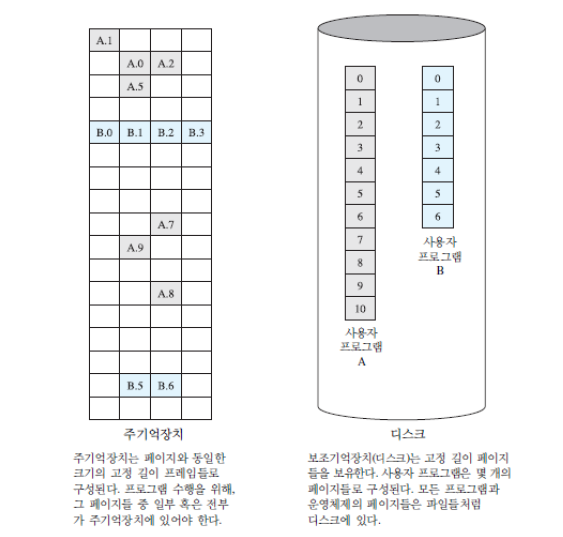 A.1
A.0 A.2
A.5
B.0 B.1 B.2 B.3
A.7
A.9
A.8
B.5 B.6
주기억장치
주기억장치는 페이지와 동일한
크기의 고정 길이 프레임들로
구성된다. 프로그램 수행을 위해,
그 페이지들 중 일부 혹은 전부
가 주기억장치에 있어야 한다.
0
1
2
3
4
5
6
7
8
9
10
사용자
프로그램
A
0
1
2
3
4
5
6
사용자
프로그램
B
디스크
보조기억장치(디스크)는 고정 길이 페이지
들을 보유한다. 사용자 프로그램은 몇 개의
페이지들로 구성된다. 모든 프로그램과
운영체제의 페이지들은 파일들처럼
디스크에 있다.